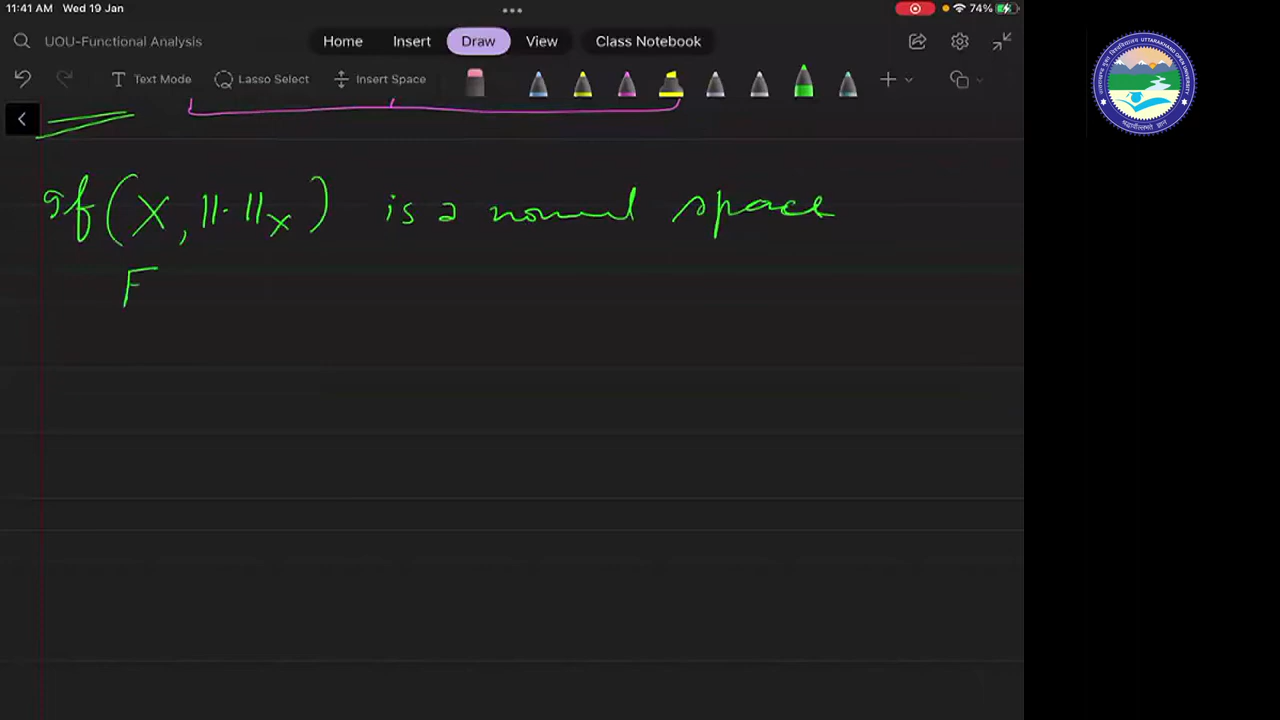 11:41 AM Wed 19 Jan
74%
UOU-Functional Analysis
Home Insert Draw View Class Notebook
Text Mode Lasso Select Insert Space
If (X, ||·||_X) is a normed space
F